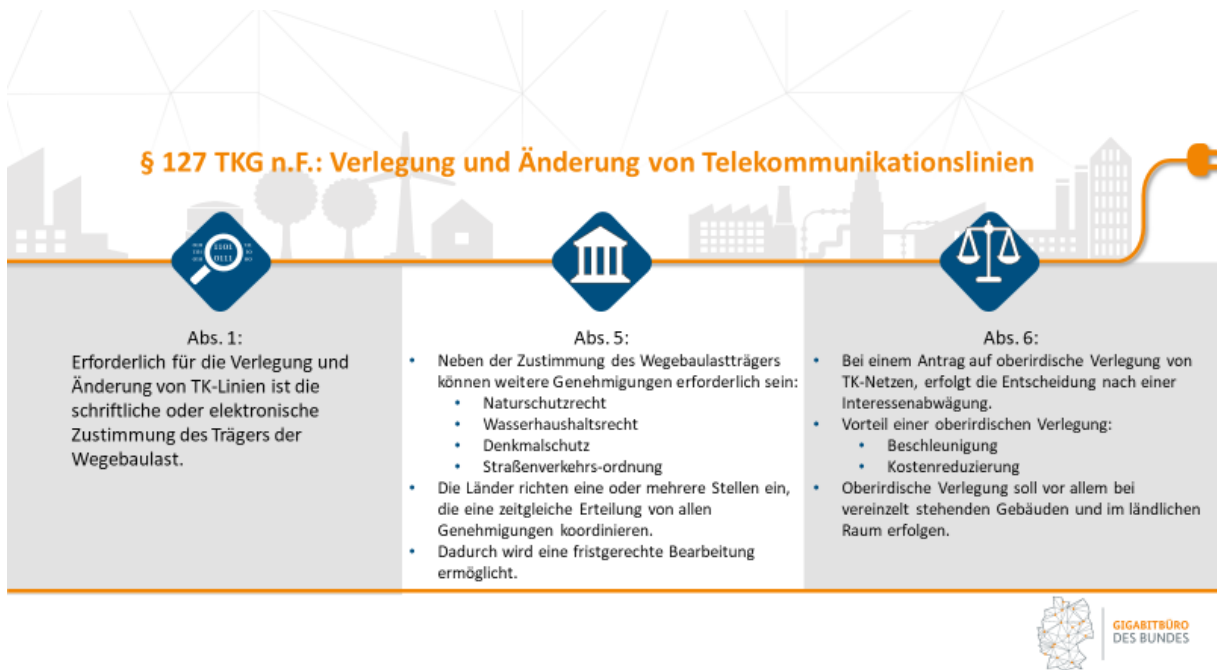 § 127 TKG n.F.: Verlegung und Änderung von Telekommunikationslinien
1101
0111
Abs. 1:
Erforderlich für die Verlegung und
Änderung von TK-Linien ist die
schriftliche oder elektronische
Zustimmung des Trägers der
Wegebaulast.
Abs. 5:
• Neben der Zustimmung des Wegebaulastträgers
können weitere Genehmigungen erforderlich sein:
• Naturschutzrecht
• Wasserhaushaltsrecht
• Denkmalschutz
• Straßenverkehrs-ordnung
• Die Länder richten eine oder mehrere Stellen ein,
die eine zeitgleiche Erteilung von allen
Genehmigungen koordinieren.
• Dadurch wird eine fristgerechte Bearbeitung
ermöglicht.
Abs. 6:
• Bei einem Antrag auf oberirdische Verlegung von
TK-Netzen, erfolgt die Entscheidung nach einer
Interessenabwägung.
• Vorteil einer oberirdischen Verlegung:
• Beschleunigung
• Kostenreduzierung
• Oberirdische Verlegung soll vor allem bei
vereinzelt stehenden Gebäuden und im ländlichen
Raum erfolgen.
GIGABITBÜRO
DES BUNDES